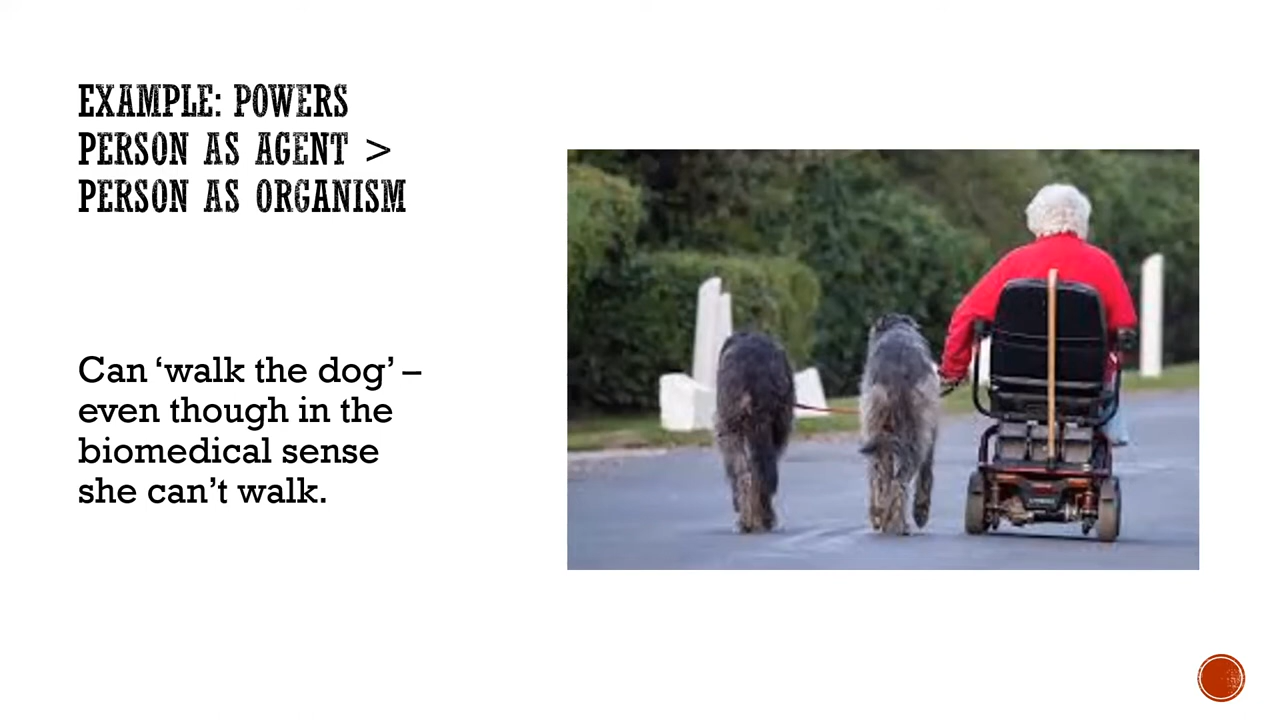 EXAMPLE: POWERS
PERSON AS AGENT >
PERSON AS ORGANISM
Can ‘walk the dog’ –
even though in the
biomedical sense
she can’t walk.